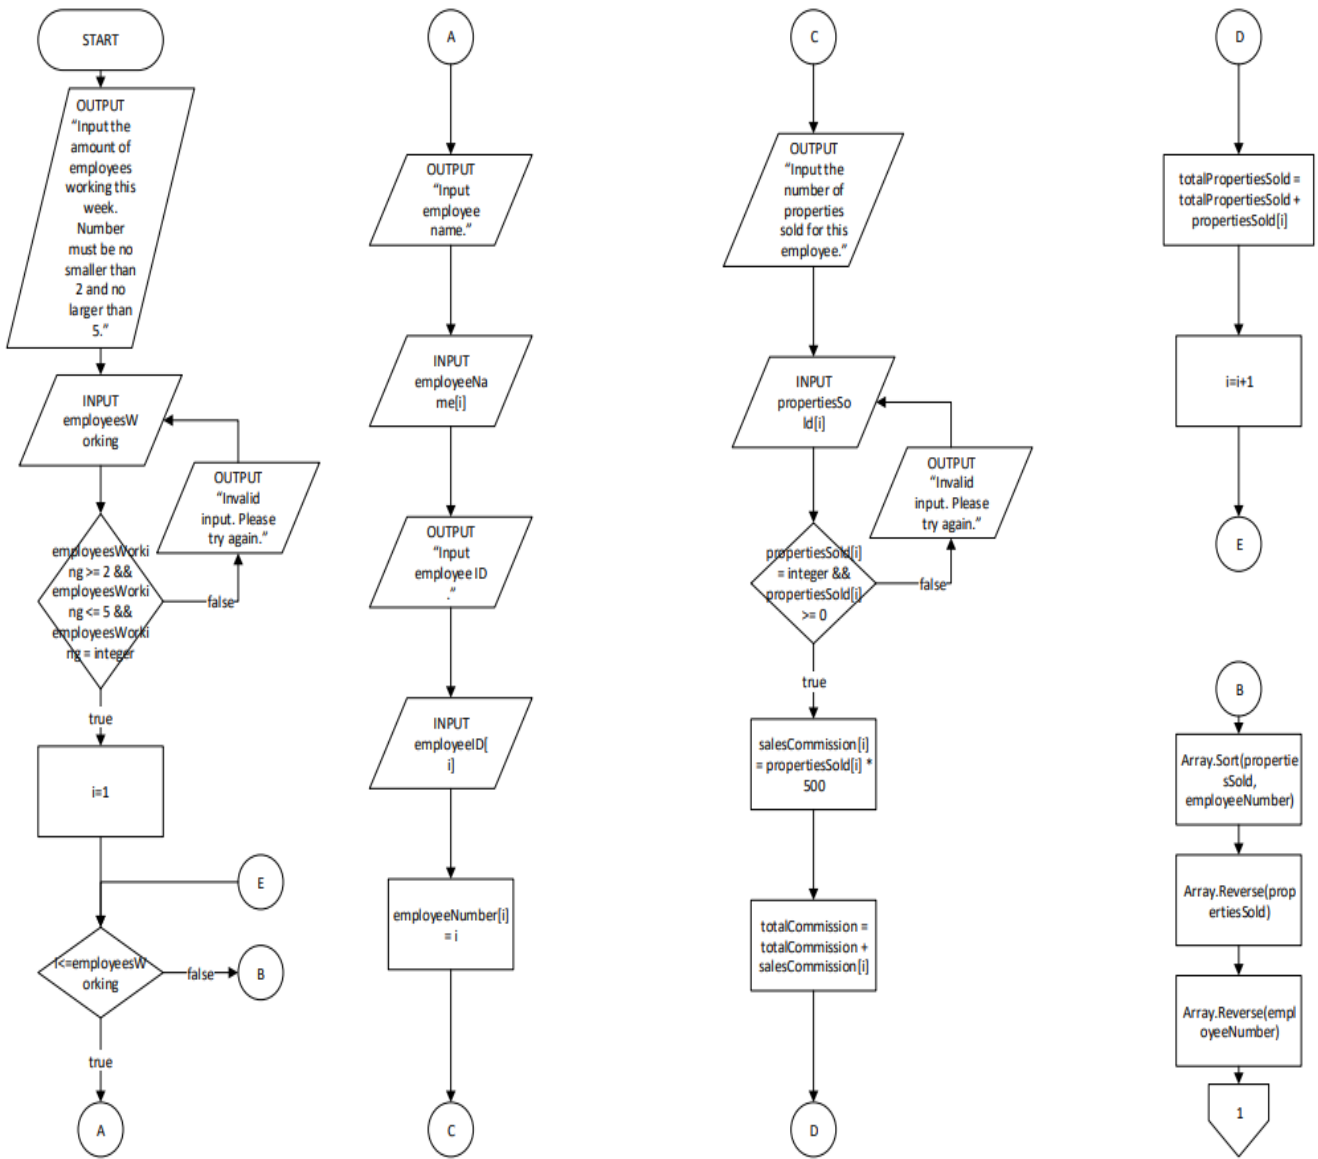 START
OUTPUT
“Input the
amount of
employees
working this
week.
Number
must be no
smaller than
2 and no
larger than
5.”
INPUT
employeesW
orking
OUTPUT
“Invalid
input. Please
try again.”
employeesWorki
ng >= 2 &&
employeesWorki
ng <= 5 &&
employeesWorki
ng = integer
false
true
i=1
E
i<=employeesW
orking
false
B
true
A
A
OUTPUT
“Input
employee
name.”
INPUT
employeeNa
me[i]
OUTPUT
“Input
employee ID
.”
INPUT
employeeID[
i]
employeeNumber[i]
= i
C
C
OUTPUT
“Input the
number of
properties
sold for this
employee.”
INPUT
propertiesSo
ld[i]
OUTPUT
“Invalid
input. Please
try again.”
propertiesSold[i]
= integer &&
propertiesSold[i]
>= 0
false
true
salesCommission[i]
= propertiesSold[i] *
500
totalCommission =
totalCommission +
salesCommission[i]
D
D
totalPropertiesSold =
totalPropertiesSold +
propertiesSold[i]
i=i+1
E
B
Array.Sort(propertie
sSold,
employeeNumber)
Array.Reverse(prop
ertiesSold)
Array.Reverse(empl
oyeeNumber)
1